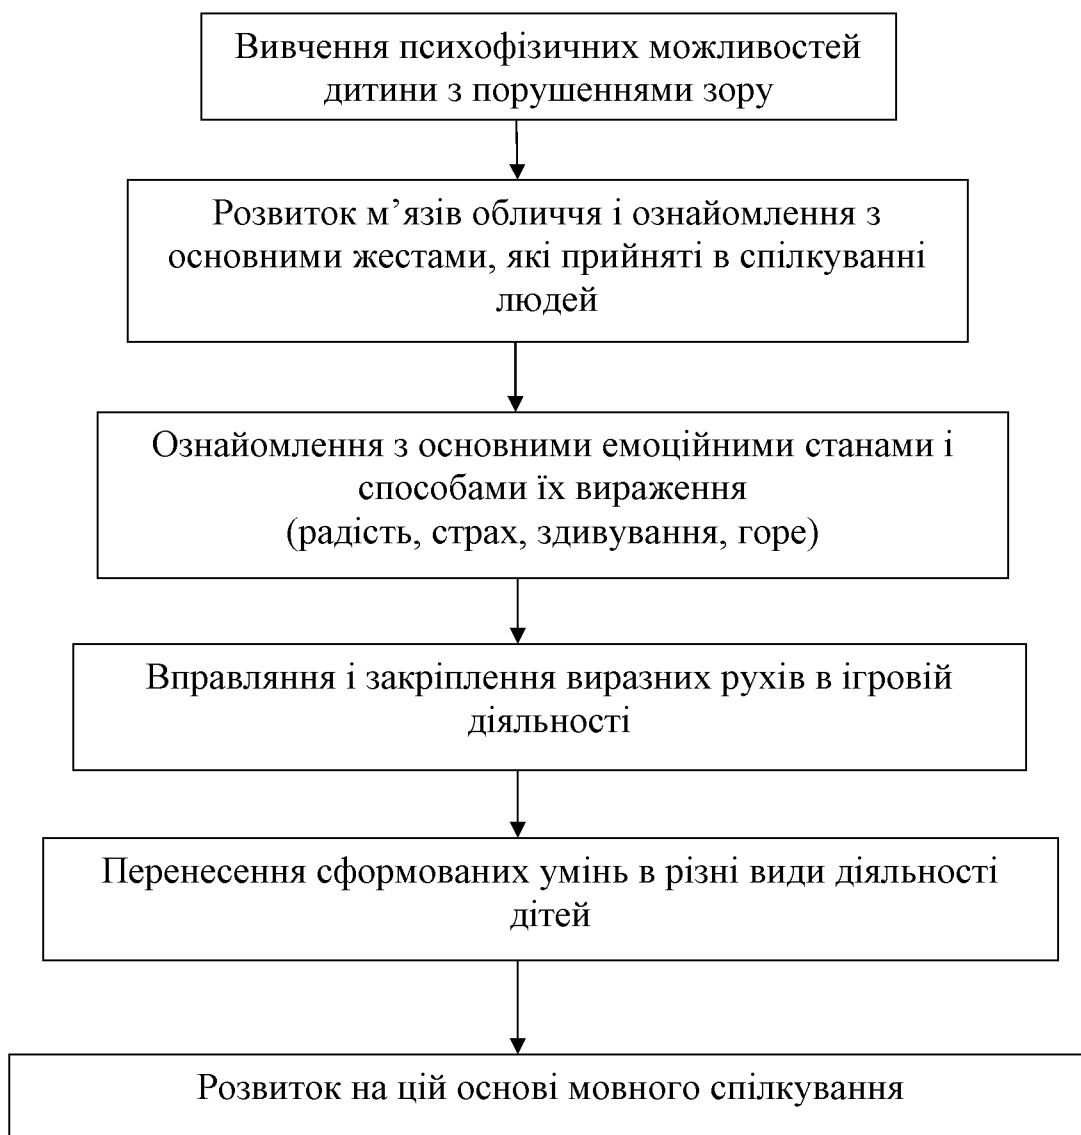 Вивчення психофізичних можливостей
дитини з порушеннями зору
Розвиток м’язів обличчя і ознайомлення з
основними жестами, які прийняті в спілкуванні
людей
Ознайомлення з основними емоційними станами і
способами їх вираження
(радість, страх, здивування, горе)
Вправляння і закріплення виразних рухів в ігровій
діяльності
Перенесення сформованих умінь в різні види діяльності
дітей
Розвиток на цій основі мовного спілкування